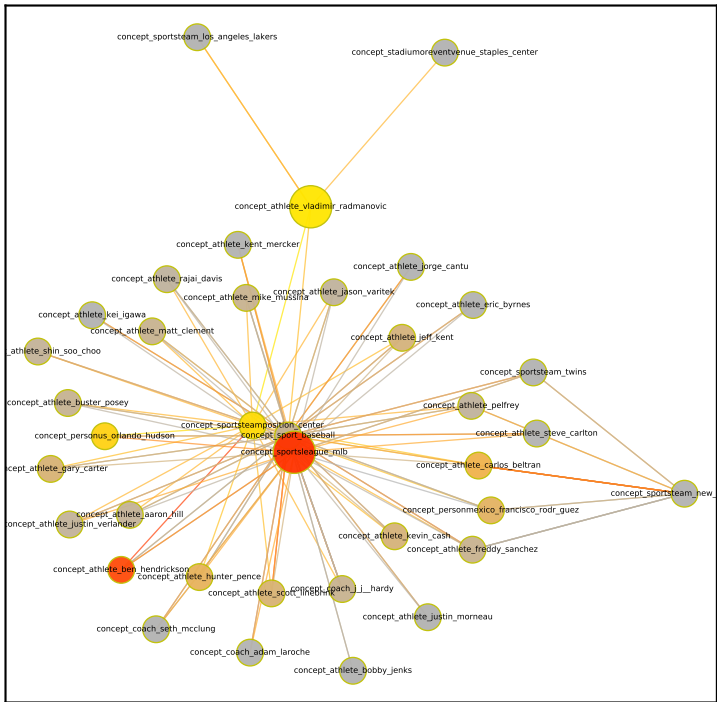 concept_sportsteam_los_angeles_lakers
concept_stadiumoreventvenue_staples_center
concept_athlete_vladimir_radmanovic
concept_athlete_kent_mercker
concept_athlete_jorge_cantu
concept_athlete_rajai_davis
concept_athlete_jason_varitek
concept_athlete_mike_mussina
concept_athlete_eric_byrnes
concept_athlete_kei_igawa
concept_athlete_matt_clement
concept_athlete_jeff_kent
_athlete_shin_soo_choo
concept_sportsteam_twins
concept_athlete_buster_posey
concept_athlete_pelfrey
concept_sportsteamposition_center
concept_personus_orlando_hudson
concept_sport_baseball
concept_athlete_steve_carlton
concept_sportsleague_mlb
concept_athlete_carlos_beltran
ncept_athlete_gary_carter
concept_sportsteam_new_
concept_personmexico_francisco_rodr_guez
concept_athlete_aaron_hill
concept_athlete_justin_verlander
concept_athlete_kevin_cash
concept_athlete_freddy_sanchez
concept_athlete_ben_hendrickson
concept_athlete_hunter_pence
concept_coach_j_j__hardy
concept_athlete_scott_linebrink
concept_athlete_justin_morneau
concept_coach_seth_mcclung
concept_coach_adam_laroche
concept_athlete_bobby_jenks